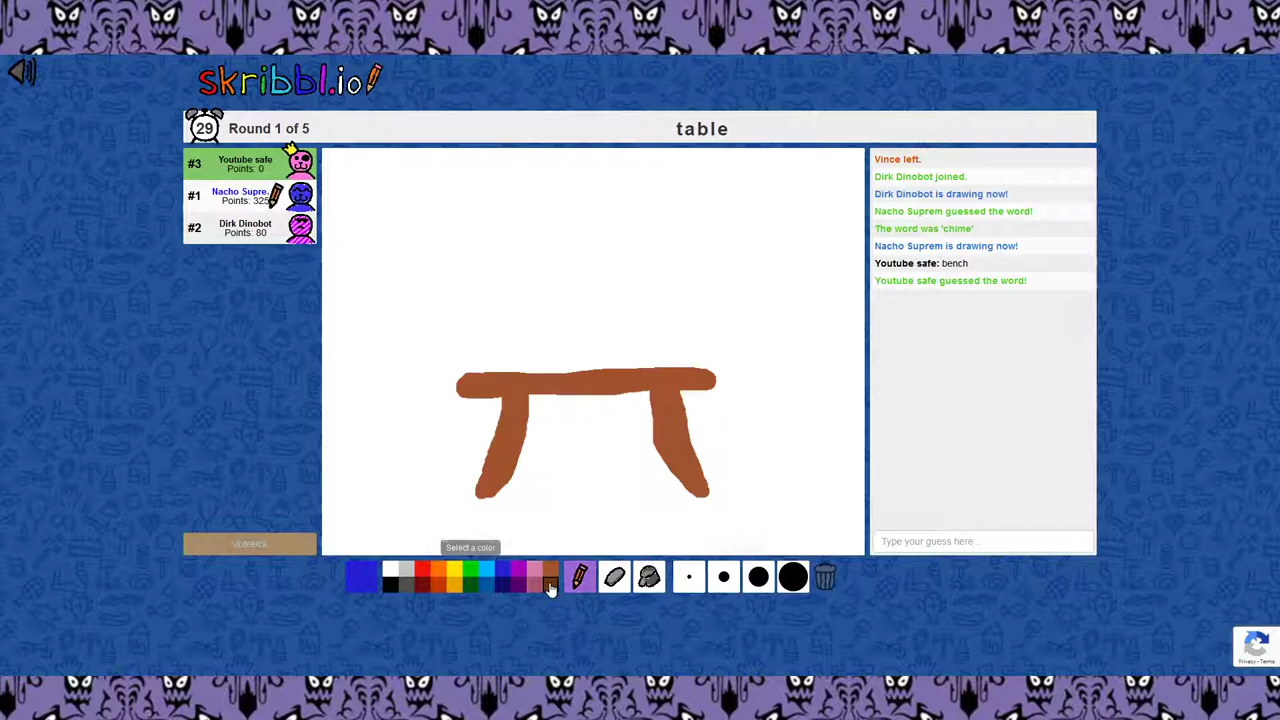 skribbl.io
29
Round 1 of 5
table
#3
Youtube safe
Points: 0
#1
Nacho Supre.
Points: 325
#2
Dirk Dinobot
Points: 80
Vince left.
Dirk Dinobot joined.
Dirk Dinobot is drawing now!
Nacho Suprem guessed the word!
The word was 'chime'
Nacho Suprem is drawing now!
Youtube safe: bench
Youtube safe guessed the word!
Votekick
Select a color
Type your guess here...
Privacy - Terms